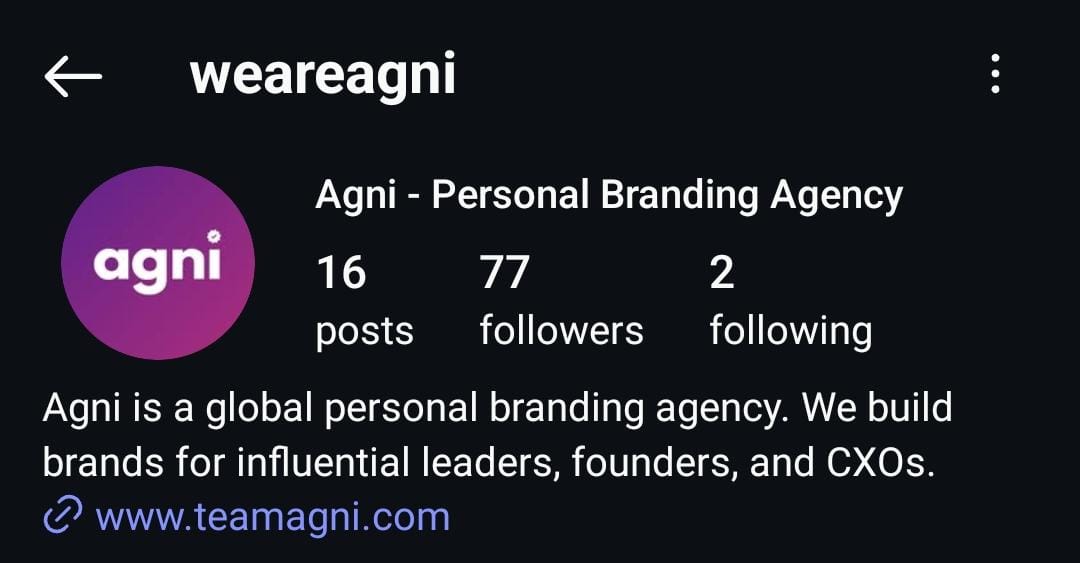 weareagni
agni
Agni - Personal Branding Agency
16 77 2
posts followers following
Agni is a global personal branding agency. We build
brands for influential leaders, founders, and CXOs.
www.teamagni.com